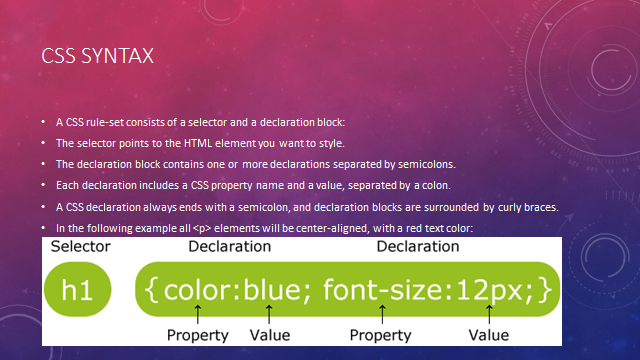 CSS SYNTAX
• A CSS rule-set consists of a selector and a declaration block:
• The selector points to the HTML element you want to style.
• The declaration block contains one or more declarations separated by semicolons.
• Each declaration includes a CSS property name and a value, separated by a colon.
• A CSS declaration always ends with a semicolon, and declaration blocks are surrounded by curly braces.
• In the following example all <p> elements will be center-aligned, with a red text color:
Selector Declaration Declaration
h1 {color:blue; font-size:12px;}
Property Value Property Value